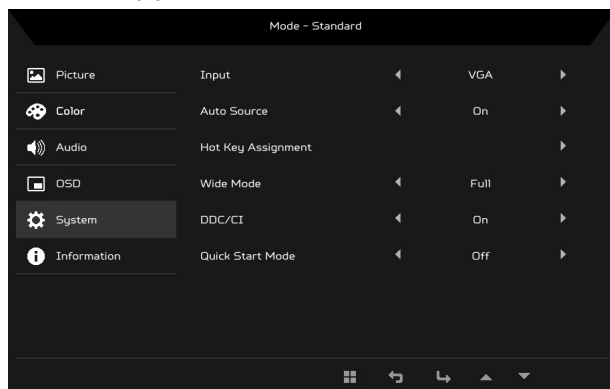 Mode - Standard
Picture
Input
VGA
Color
Auto Source
On
Audio
Hot Key Assignment
OSD
Wide Mode
Full
System
DDC/CI
On
Information
Quick Start Mode
Off